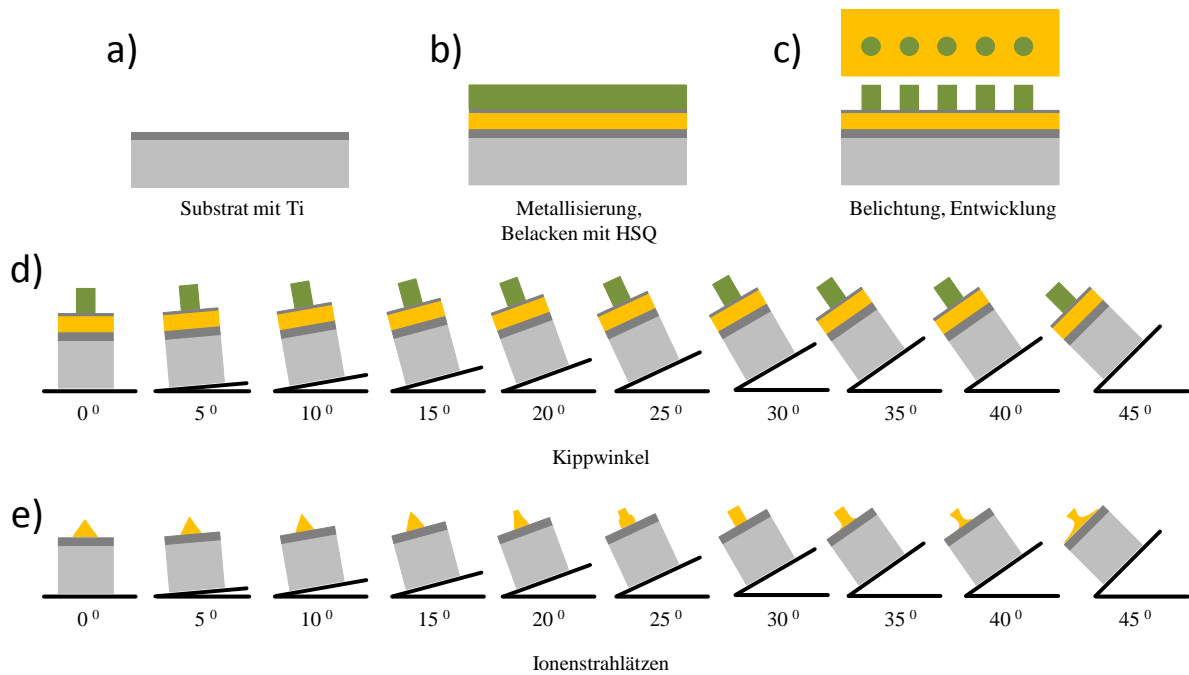 a)
b)
c)
Substrat mit Ti
Metallisierung,
Belacken mit HSQ
Belichtung, Entwicklung
d)
0 ⁰ 5 ⁰ 10 ⁰ 15 ⁰ 20 ⁰ 25 ⁰ 30 ⁰ 35 ⁰ 40 ⁰ 45 ⁰
Kippwinkel
e)
0 ⁰ 5 ⁰ 10 ⁰ 15 ⁰ 20 ⁰ 25 ⁰ 30 ⁰ 35 ⁰ 40 ⁰ 45 ⁰
Ionenstrahlätzen